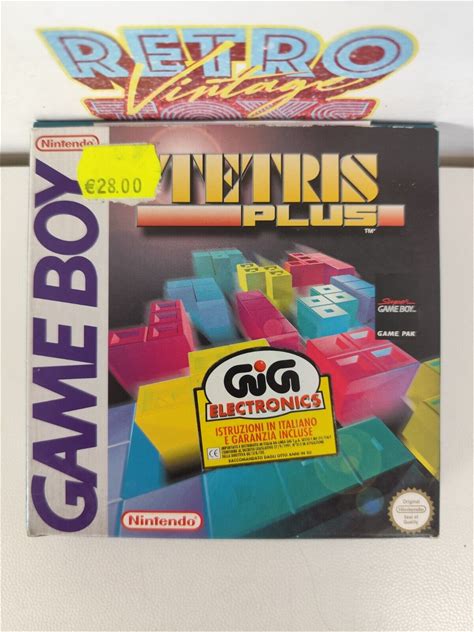 RETRO
Vintage
TOYS
Nintendo
€28.00
TETRIS
PLUS
TM
GAME BOY
Super
GAME BOY
GAME PAK
GiG
ELECTRONICS
ISTRUZIONI IN ITALIANO
E GARANZIA INCLUSE
CE
Nintendo
Original
Nintendo
Seal of
Quality